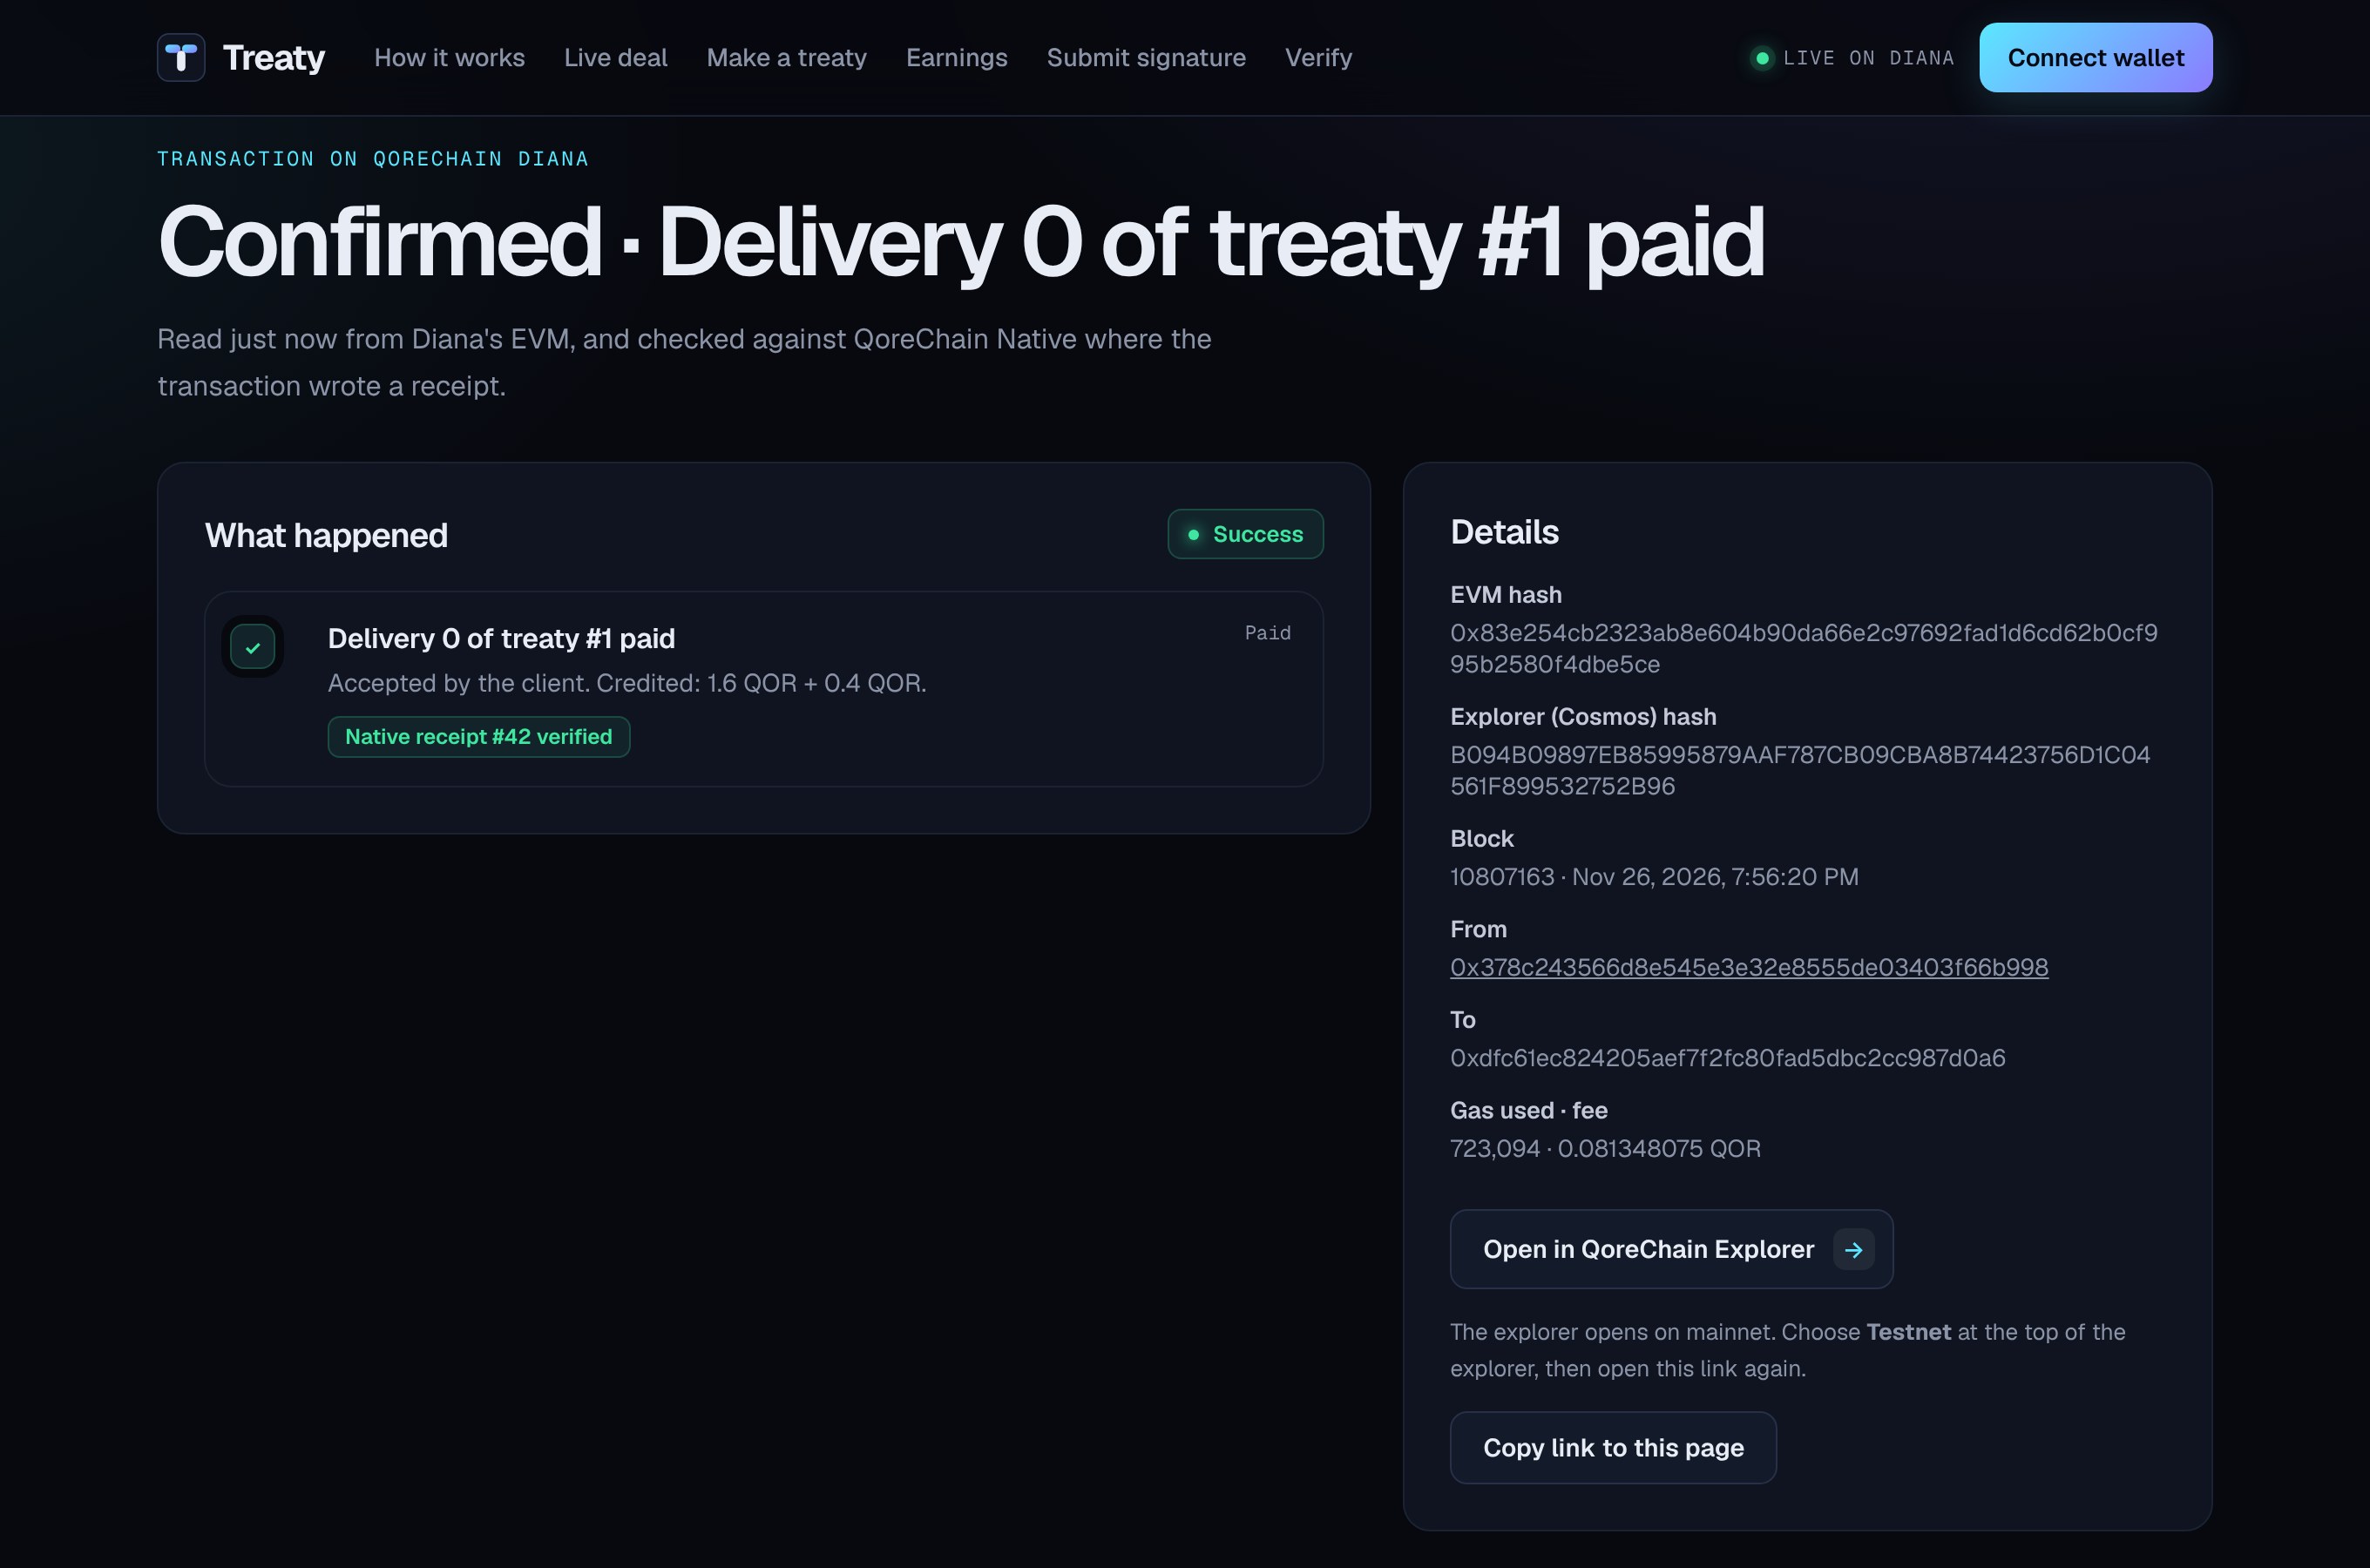 Treaty
How it works
Live deal
Make a treaty
Earnings
Submit signature
Verify
LIVE ON DIANA
Connect wallet
TRANSACTION ON QORECHAIN DIANA
Confirmed · Delivery 0 of treaty #1 paid
Read just now from Diana's EVM, and checked against QoreChain Native where the
transaction wrote a receipt.
What happened
Success
Delivery 0 of treaty #1 paid
Paid
Accepted by the client. Credited: 1.6 QOR + 0.4 QOR.
Native receipt #42 verified
Details
EVM hash
0x83e254cb2323ab8e604b90da66e2c97692fad1d6cd62b0cf9
95b2580f4dbe5ce
Explorer (Cosmos) hash
B094B09897EB85995879AAF787CB09CBA8B74423756D1C04
561F899532752B96
Block
10807163 · Nov 26, 2026, 7:56:20 PM
From
0x378c243566d8e545e3e32e8555de03403f66b998
To
0xdfc61ec824205aef7f2fc80fad5dbc2cc987d0a6
Gas used · fee
723,094 · 0.081348075 QOR
Open in QoreChain Explorer →
The explorer opens on mainnet. Choose Testnet at the top of the
explorer, then open this link again.
Copy link to this page